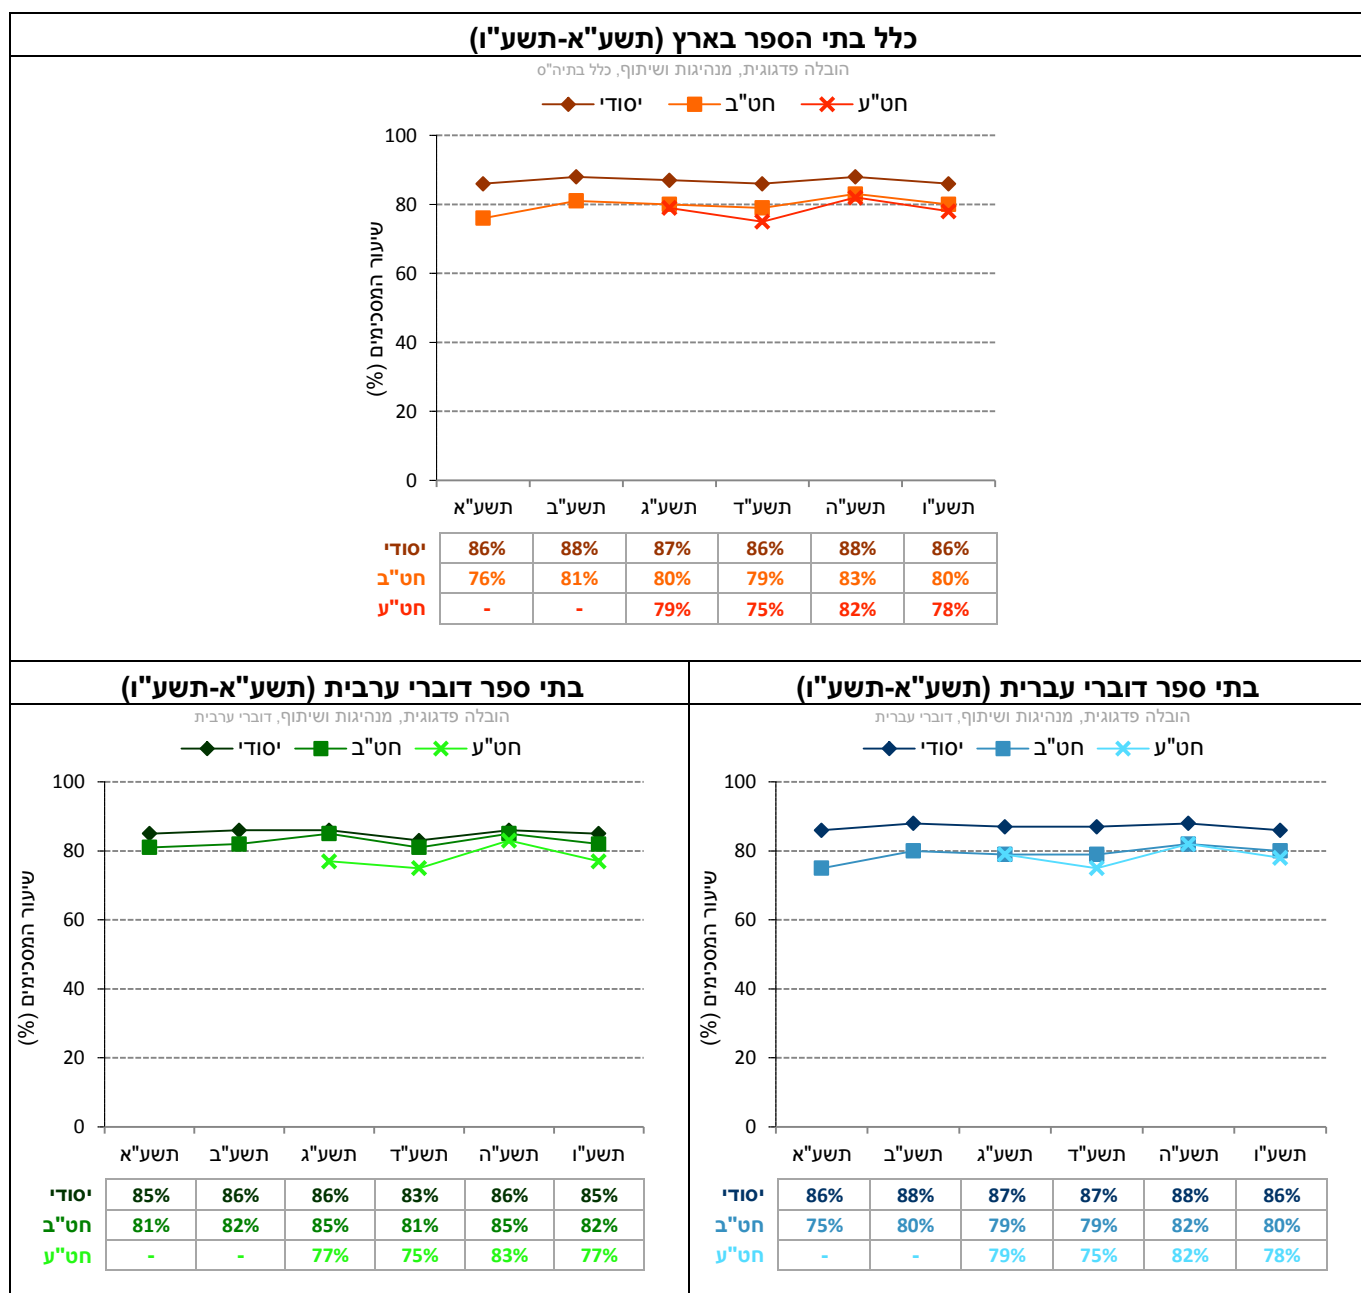 כלל בתי הספר בארץ (תשע"א-תשע"ו)
הובלה פדגוגית, מנהיגות ושיתוף, כלל בתיה"ס
יסודי חט"ב חט"ע
שיעור המסכימים (%)
100
80
60
40
20
0
תשע"א תשע"ב תשע"ג תשע"ד תשע"ה תשע"ו
יסודי 86% 88% 87% 86% 88% 86%
חט"ב 76% 81% 80% 79% 83% 80%
חט"ע - - 79% 75% 82% 78%
בתי ספר דוברי עברית (תשע"א-תשע"ו)
הובלה פדגוגית, מנהיגות ושיתוף, דוברי עברית
יסודי חט"ב חט"ע
שיעור המסכימים (%)
100
80
60
40
20
0
תשע"א תשע"ב תשע"ג תשע"ד תשע"ה תשע"ו
יסודי 86% 88% 87% 87% 88% 86%
חט"ב 75% 80% 79% 79% 82% 80%
חט"ע - - 79% 75% 82% 78%
בתי ספר דוברי ערבית (תשע"א-תשע"ו)
הובלה פדגוגית, מנהיגות ושיתוף, דוברי ערבית
יסודי חט"ב חט"ע
שיעור המסכימים (%)
100
80
60
40
20
0
תשע"א תשע"ב תשע"ג תשע"ד תשע"ה תשע"ו
יסודי 85% 86% 86% 83% 86% 85%
חט"ב 81% 82% 85% 81% 85% 82%
חט"ע - - 77% 75% 83% 77%